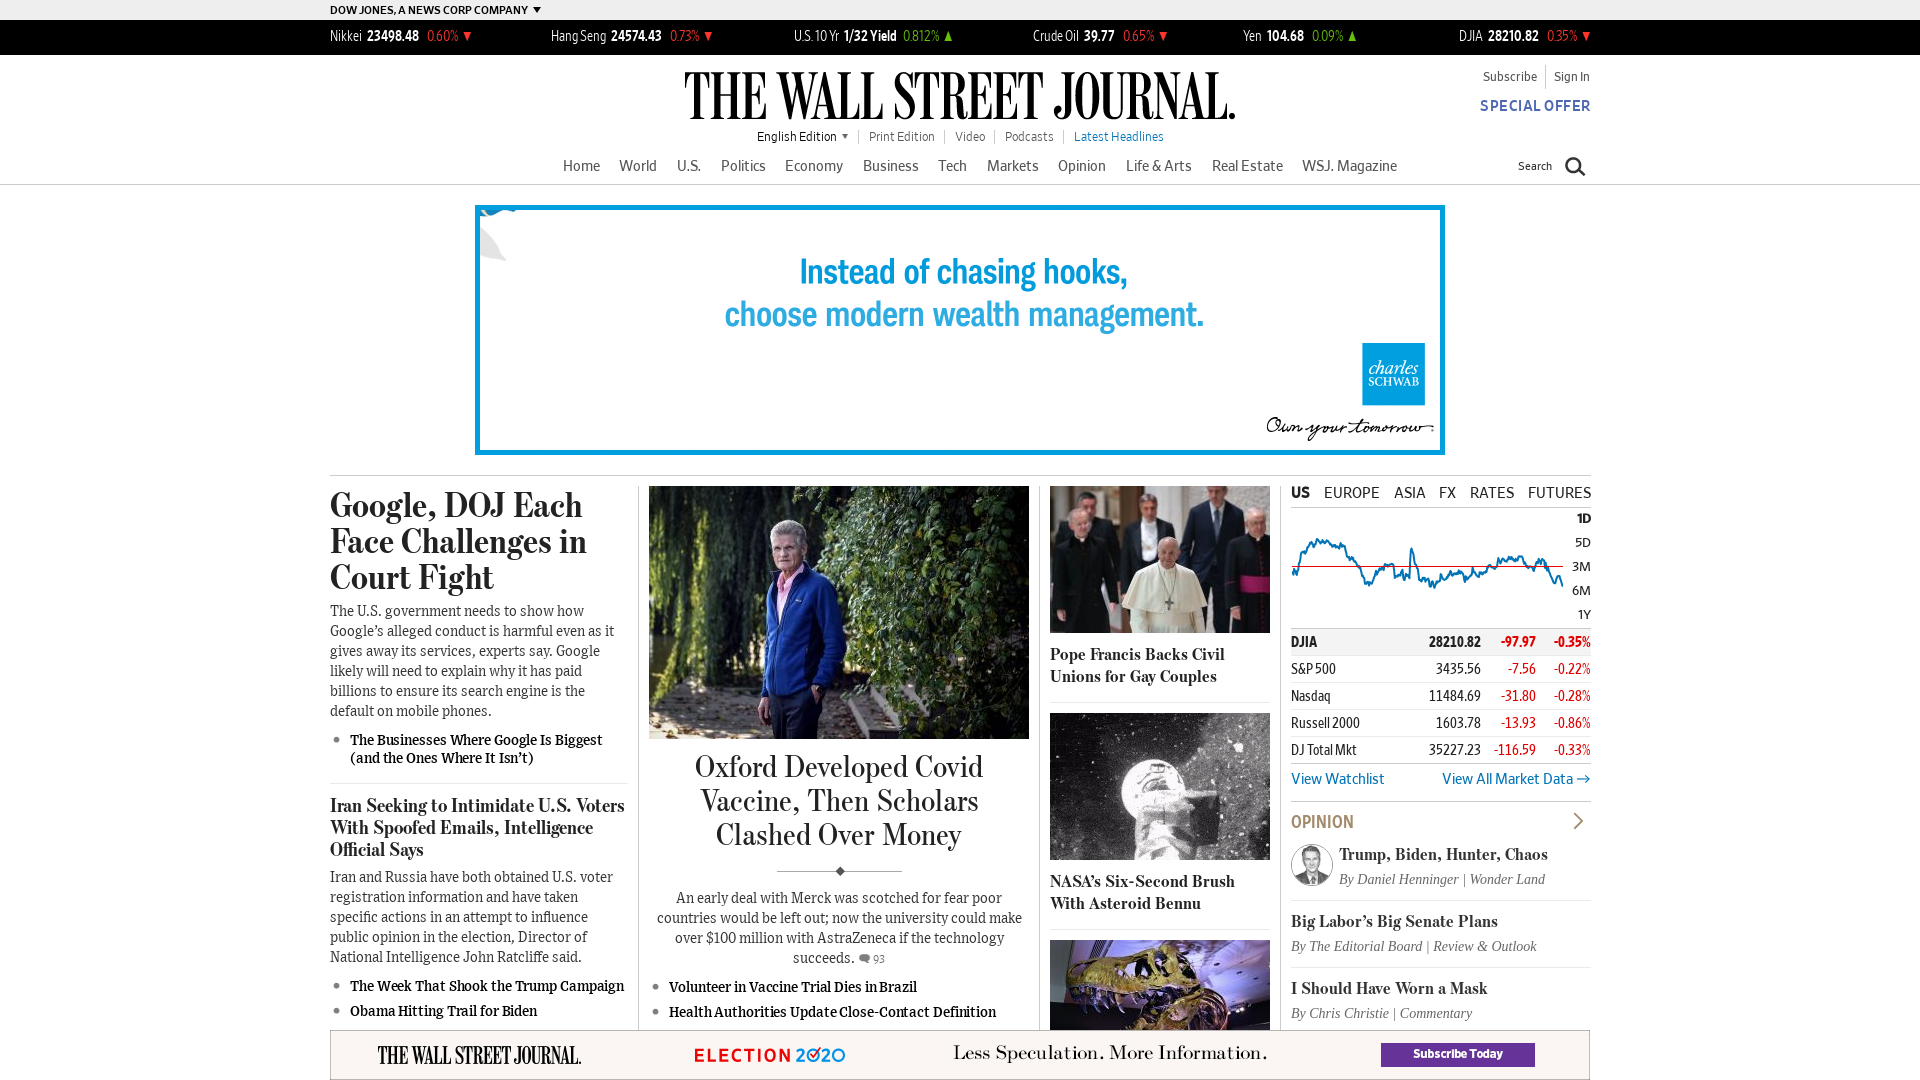 DOW JONES, A NEWS CORP COMPANY
Nikkei 23498.48 0.60%
Hang Seng 24574.43 0.73%
U.S. 10 Yr 1/32 Yield 0.812%
Crude Oil 39.77 0.65%
Yen 104.68 0.09%
DJIA 28210.82 0.35%
THE WALL STREET JOURNAL.
Subscribe
Sign In
SPECIAL OFFER
English Edition
Print Edition
Video
Podcasts
Latest Headlines
Home World U.S. Politics Economy Business Tech Markets Opinion Life & Arts Real Estate WSJ. Magazine
Search
Instead of chasing hooks,
choose modern wealth management.
charles
SCHWAB
Own your tomorrow
Google, DOJ Each
Face Challenges in
Court Fight
The U.S. government needs to show how
Google’s alleged conduct is harmful even as it
gives away its services, experts say. Google
likely will need to explain why it has paid
billions to ensure its search engine is the
default on mobile phones.
The Businesses Where Google Is Biggest
(and the Ones Where It Isn’t)
Iran Seeking to Intimidate U.S. Voters
With Spoofed Emails, Intelligence
Official Says
Iran and Russia have both obtained U.S. voter
registration information and have taken
specific actions in an attempt to influence
public opinion in the election, Director of
National Intelligence John Ratcliffe said.
The Week That Shook the Trump Campaign
Obama Hitting Trail for Biden
Oxford Developed Covid
Vaccine, Then Scholars
Clashed Over Money
An early deal with Merck was scotched for fear poor
countries would be left out; now the university could make
over $100 million with AstraZeneca if the technology
succeeds. 93
Volunteer in Vaccine Trial Dies in Brazil
Health Authorities Update Close-Contact Definition
Pope Francis Backs Civil
Unions for Gay Couples
NASA’s Six-Second Brush
With Asteroid Bennu
US EUROPE ASIA FX RATES FUTURES
1D
5D
3M
6M
1Y
DJIA 28210.82 -97.97 -0.35%
S&P 500 3435.56 -7.56 -0.22%
Nasdaq 11484.69 -31.80 -0.28%
Russell 2000 1603.78 -13.93 -0.86%
DJ Total Mkt 35227.23 -116.59 -0.33%
View Watchlist
View All Market Data
OPINION
Trump, Biden, Hunter, Chaos
By Daniel Henninger | Wonder Land
Big Labor’s Big Senate Plans
By The Editorial Board | Review & Outlook
I Should Have Worn a Mask
By Chris Christie | Commentary
THE WALL STREET JOURNAL.
ELECTION 2020
Less Speculation. More Information.
Subscribe Today